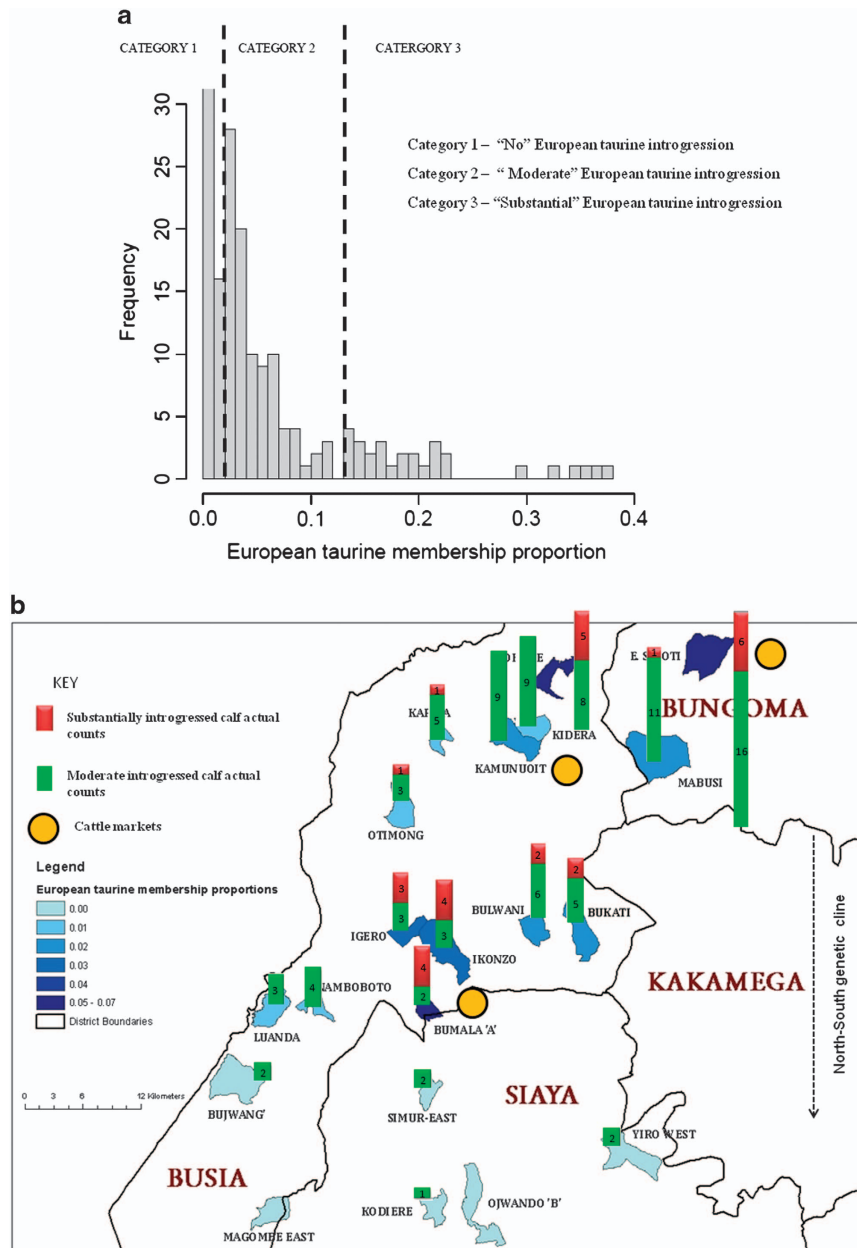 a
CATEGORY 1 CATEGORY 2 CATERGORY 3
Category 1 – “No” European taurine introgression
Category 2 – “ Moderate” European taurine introgression
Category 3 – “Substantial” European taurine introgression
Frequency
30
25
20
15
10
5
0
0.0 0.1 0.2 0.3 0.4
European taurine membership proportion
b
KEY
Substantially introgressed calf actual
counts
Moderate introgressed calf actual
counts
Cattle markets
Legend
European taurine membership proportions
0.00
0.01
0.02
0.03
0.04
0.05 - 0.07
District Boundaries
0 3 6 12 Kilometers
5
8
9
9
1
5
1
11
6
16
KIDERA
KAMUNUOIT
BUNGOMA
MABUSI
1
3
OTIMONG
2
6
BULWANI
2
5
BUKATI
3
3
IGERO
4
3
IKONZO
4
2
BUMALA 'A'
KAKAMEGA
North-South genetic cline
3
LUANDA
4
NAMBOBOTO
2
BUJWANG'
2
SIMUR-EAST
SIAYA
2
YIRO WEST
BUSIA
MAGOMBE EAST
1
KODIERE
OJWANDO 'B'